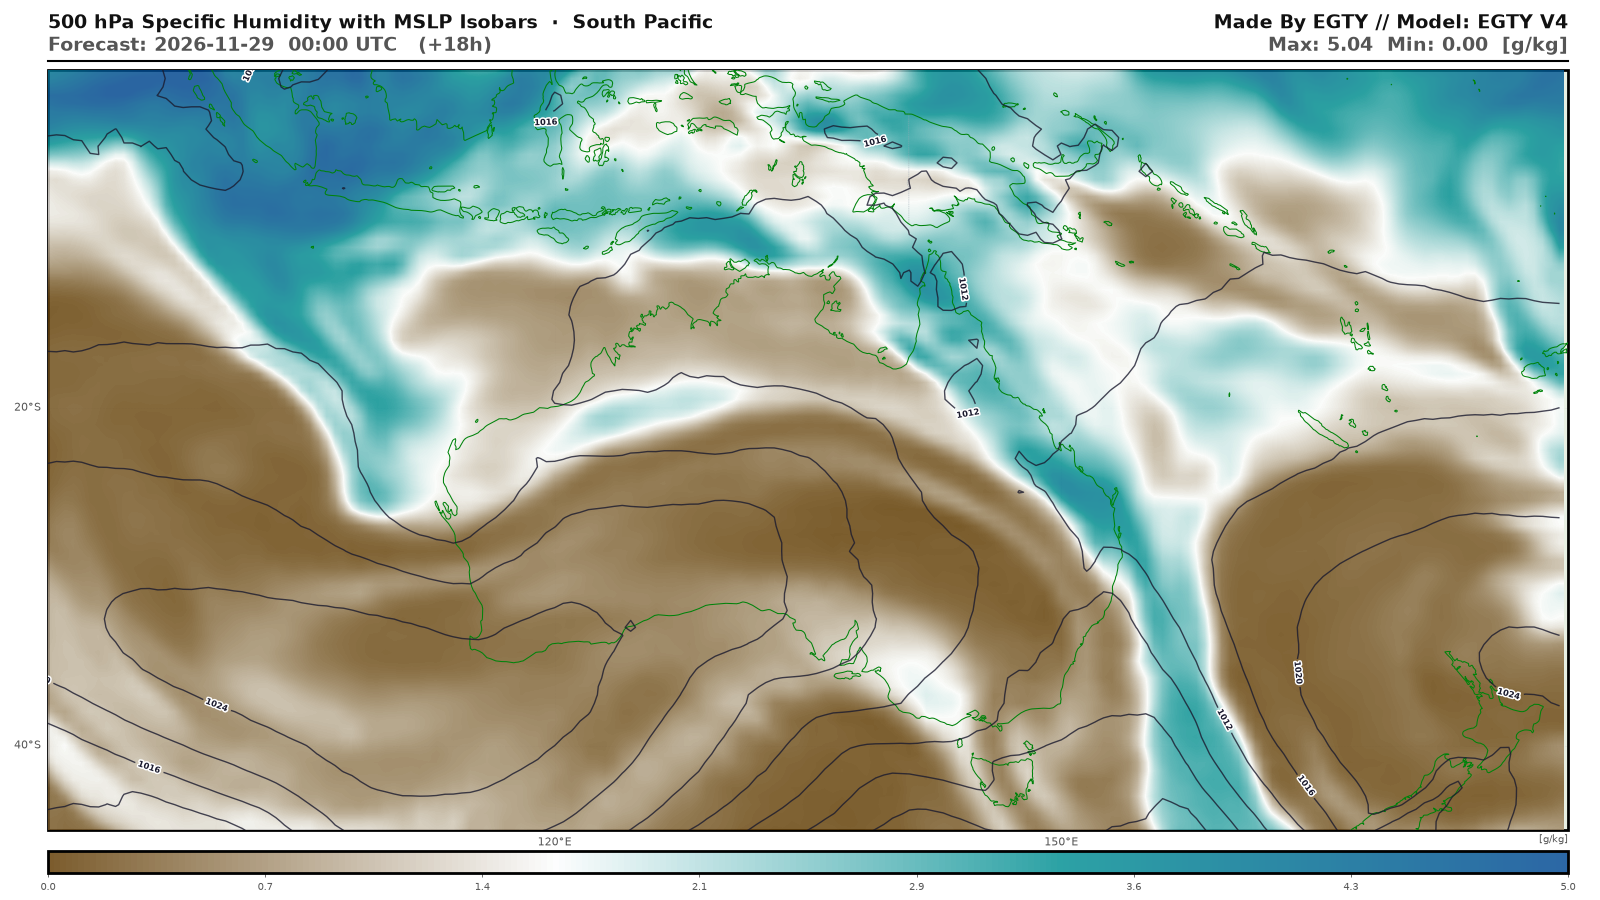 500 hPa Specific Humidity with MSLP Isobars · South Pacific
Made By EGTY // Model: EGTY V4
Forecast: 2026-11-29 00:00 UTC (+18h)
Max: 5.04 Min: 0.00 [g/kg]
10
1016
1016
1012
20°S
1012
1020
1024
1024
1012
40°S
1016
1016
120°E
150°E
[g/kg]
0.0
0.7
1.4
2.1
2.9
3.6
4.3
5.0